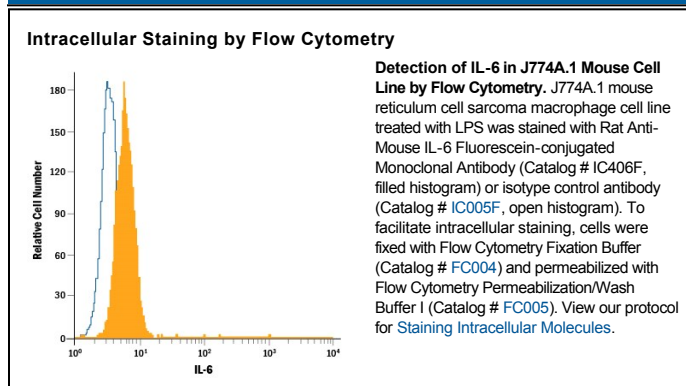 Intracellular Staining by Flow Cytometry
180
150
120
90
60
30
0
Relative Cell Number
10⁰
10¹
10²
10³
10⁴
IL-6
Detection of IL-6 in J774A.1 Mouse Cell
Line by Flow Cytometry. J774A.1 mouse
reticulum cell sarcoma macrophage cell line
treated with LPS was stained with Rat Anti-
Mouse IL-6 Fluorescein-conjugated
Monoclonal Antibody (Catalog # IC406F,
filled histogram) or isotype control antibody
(Catalog # IC005F, open histogram). To
facilitate intracellular staining, cells were
fixed with Flow Cytometry Fixation Buffer
(Catalog # FC004) and permeabilized with
Flow Cytometry Permeabilization/Wash
Buffer I (Catalog # FC005). View our protocol
for Staining Intracellular Molecules.